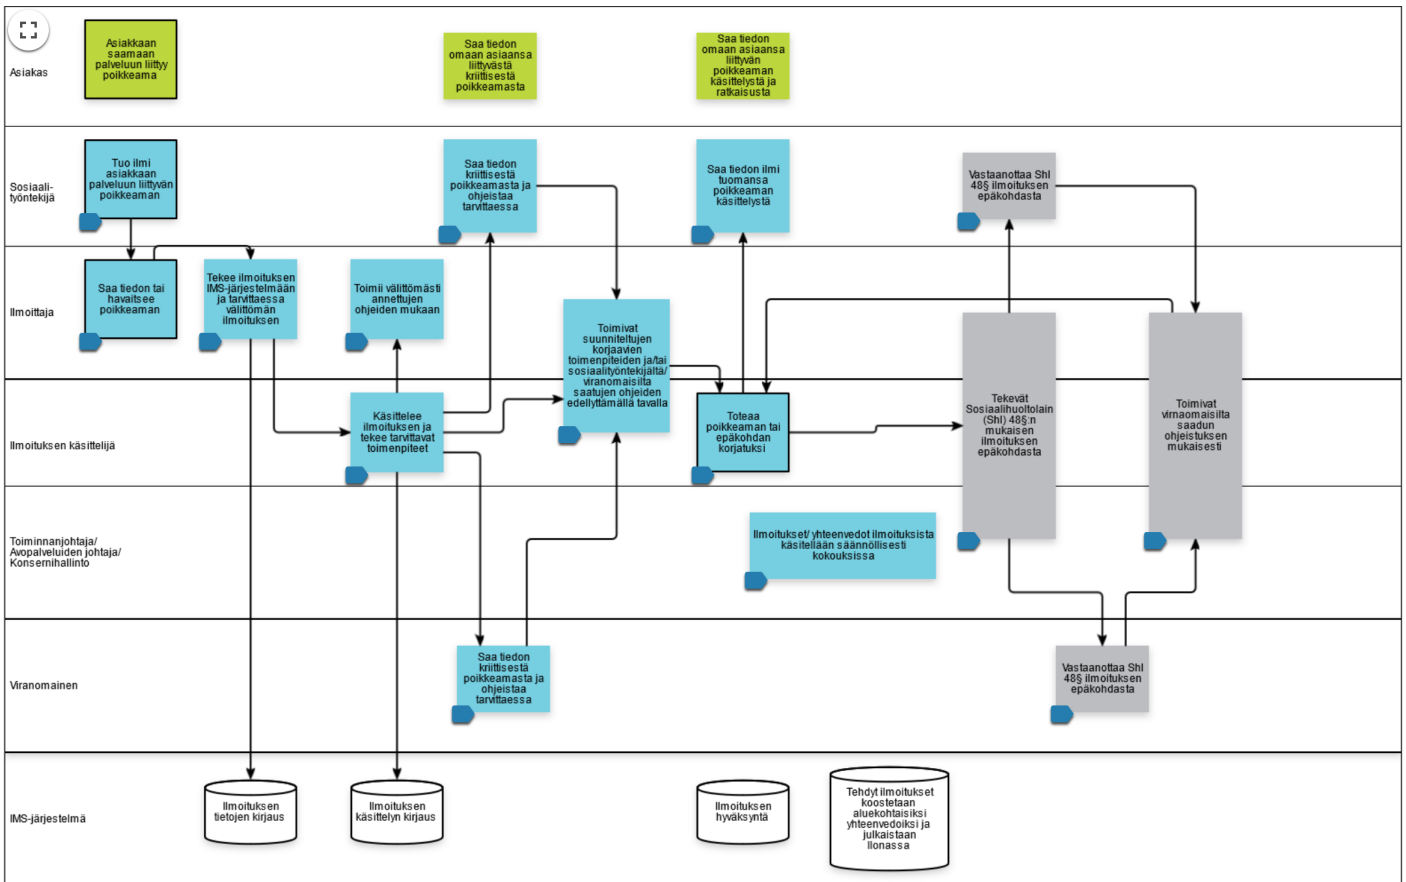 Asiakas
Asiakkaan
saamaan
palveluun liittyy
poikkeama
Saa tiedon
omaan asiaansa
liittyvästä
kriittisestä
poikkeamasta
Saa tiedon
omaan asiaansa
liittyvän
poikkeaman
käsittelystä ja
ratkaisusta
Sosiaali-
työntekijä
Tuo ilmi
asiakkaan
palveluun liittyvän
poikkeaman
Saa tiedon
kriittisestä
poikkeamasta ja
ohjeistaa
tarvittaessa
Saa tiedon ilmi
tuomansa
poikkeaman
käsittelystä
Vastaanottaa Shl
48§ ilmoituksen
epäkohdasta
Ilmoittaja
Saa tiedon tai
havaitsee
poikkeaman
Tekee ilmoituksen
IMS-järjestelmään
ja tarvittaessa
välittömän
ilmoituksen
Toimii välittömästi
annettujen
ohjeiden mukaan
Toimivat
suunniteltujen
korjaavien
toimenpiteiden ja/tai
sosiaalityöntekijältä/
viranomaisilta
saatujen ohjeiden
edellyttämällä tavalla
Ilmoituksen käsittelijä
Käsittelee
ilmoituksen ja
tekee tarvittavat
toimenpiteet
Toteaa
poikkeaman tai
epäkohdan
korjatuksi
Tekevät
Sosiaalihuoltolain
(Shl) 48§:n
mukaisen
ilmoituksen
epäkohdasta
Toimivat
virnaomaisilta
saadun
ohjeistuksen
mukaisesti
Toiminnanjohtaja/
Avopalveluiden johtaja/
Konsernihallinto
Ilmoitukset/ yhteenvedot ilmoituksista
käsitellään säännöllisesti
kokouksissa
Viranomainen
Saa tiedon
kriittisestä
poikkeamasta ja
ohjeistaa
tarvittaessa
Vastaanottaa Shl
48§ ilmoituksen
epäkohdasta
IMS-järjestelmä
Ilmoituksen
tietojen kirjaus
Ilmoituksen
käsittelyn kirjaus
Ilmoituksen
hyväksyntä
Tehdyt ilmoitukset
koostetaan
aluekohtaisiksi
yhteenvedoiksi ja
julkaistaan
Ilonassa